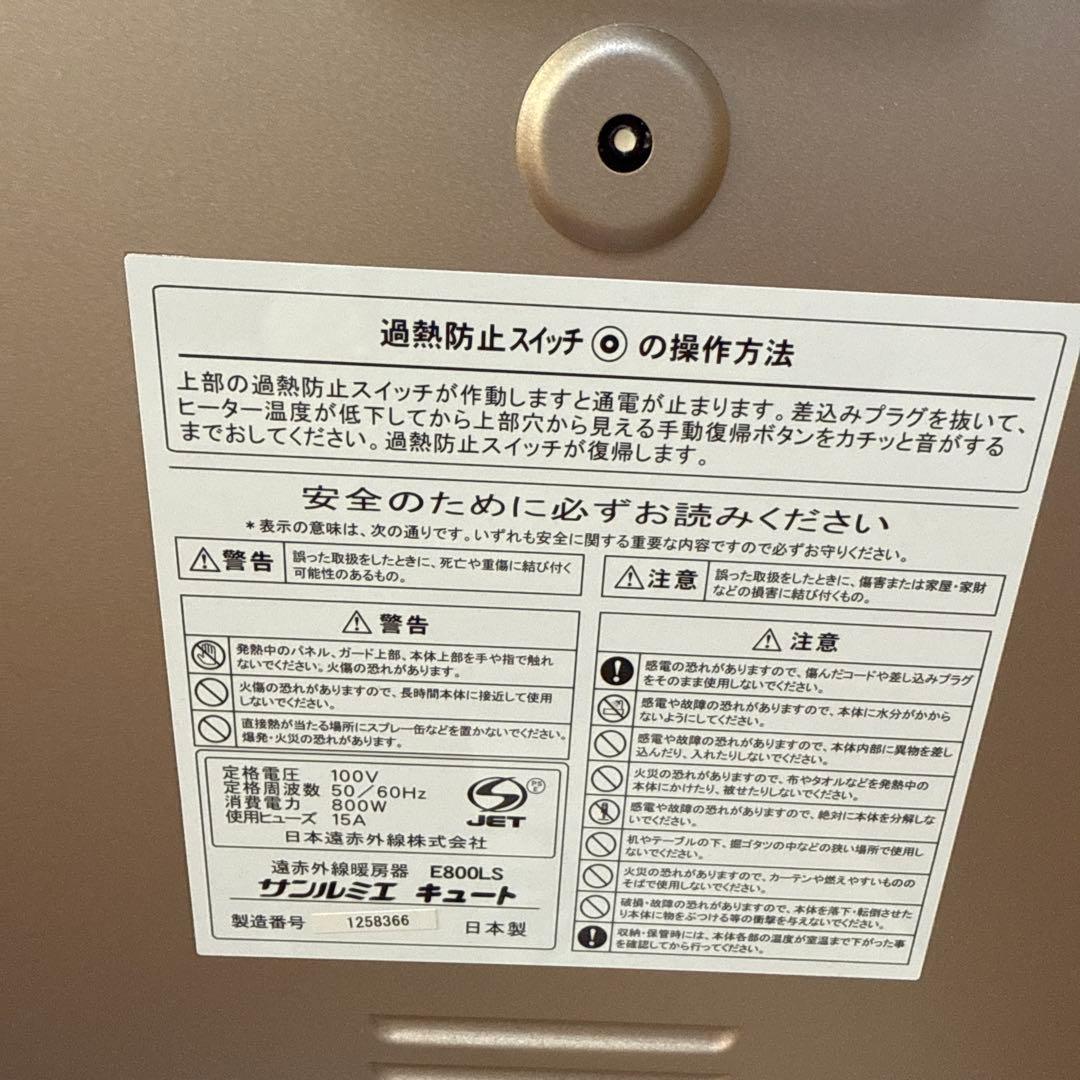 過熱防止スイッチ◎の操作方法
上部の過熱防止スイッチが作動しますと通電が止まります。差込みプラグを抜いて、
ヒーター温度が低下してから上部穴から見える手動復帰ボタンをカチッと音がする
までおしてください。過熱防止スイッチが復帰します。
安全のために必ずお読みください
*表示の意味は、次の通りです。いずれも安全に関する重要な内容ですので必ずお守りください。
警告
誤った取扱をしたときに、死亡や重傷に結び付く
可能性のあるもの。
注意
誤った取扱をしたときに、傷害または家屋・家財
などの損害に結び付くもの。
警告
発熱中のパネル、ガード上部、本体上部を手や指で触れ
ないでください。火傷の恐れがあります。
火傷の恐れがありますので、長時間本体に接近して使用
しないでください。
直接熱が当たる場所にスプレー缶などを置かないでください。
爆発・火災の恐れがあります。
定格電圧 100V
定格周波数 50/60Hz
消費電力 800W
使用ヒューズ 15A
PS
E
JET
日本遠赤外線株式会社
遠赤外線暖房器 E800LS
サンルミエ キュート
製造番号 1258366 日本製
注意
感電の恐れがありますので、傷んだコードや差し込みプラグ
をそのまま使用しないでください。
感電や故障の恐れがありますので、本体に水分がかから
ないようにしてください。
感電や故障の恐れがありますので、本体内部に異物を差し
込んだり、入れたりしないでください。
火災の恐れがありますので、布やタオルなどを発熱中の
本体にかけたり、被せたりしないでください。
感電や故障の恐れがありますので、絶対に本体を分解しな
いでください。
机やテーブルの下、掘ゴタツの中などの狭い場所で使用し
ないでください。
火災の恐れがありますので、カーテンや燃えやすいものの
そばで使用しないでください。
破損・故障の恐れがありますので、本体を落下・転倒させた
り本体に物をぶつける等の衝撃を与えないでください。
収納・保管時には、本体各部の温度が室温まで下がった事
を確認してから行ってください。